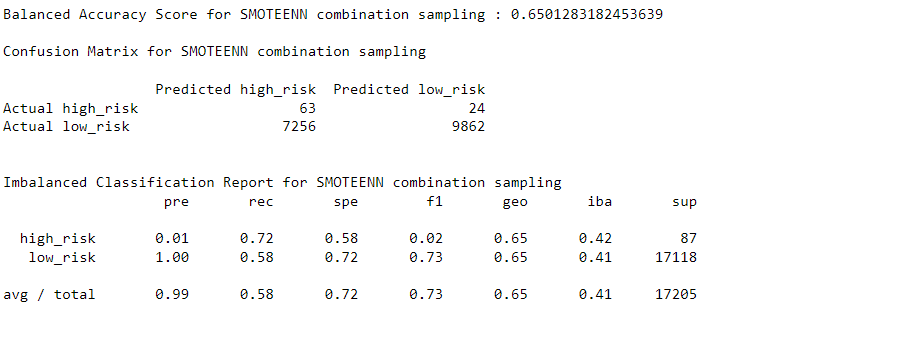 Balanced Accuracy Score for SMOTEENN combination sampling : 0.6501283182453639
Confusion Matrix for SMOTEENN combination sampling
Predicted high_risk Predicted low_risk
Actual high_risk 63 24
Actual low_risk 7256 9862
Imbalanced Classification Report for SMOTEENN combination sampling
pre rec spe f1 geo iba sup
high_risk 0.01 0.72 0.58 0.02 0.65 0.42 87
low_risk 1.00 0.58 0.72 0.73 0.65 0.41 17118
avg / total 0.99 0.58 0.72 0.73 0.65 0.41 17205